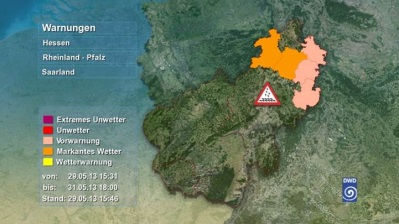 Warnungen
Hessen
Rheinland - Pfalz
Saarland
Extremes Unwetter
Unwetter
Vorwarnung
Markantes Wetter
Wetterwarnung
von: 29.05.13 15:31
bis: 31.05.13 18:00
Stand: 29.05.13 15:46
DWD